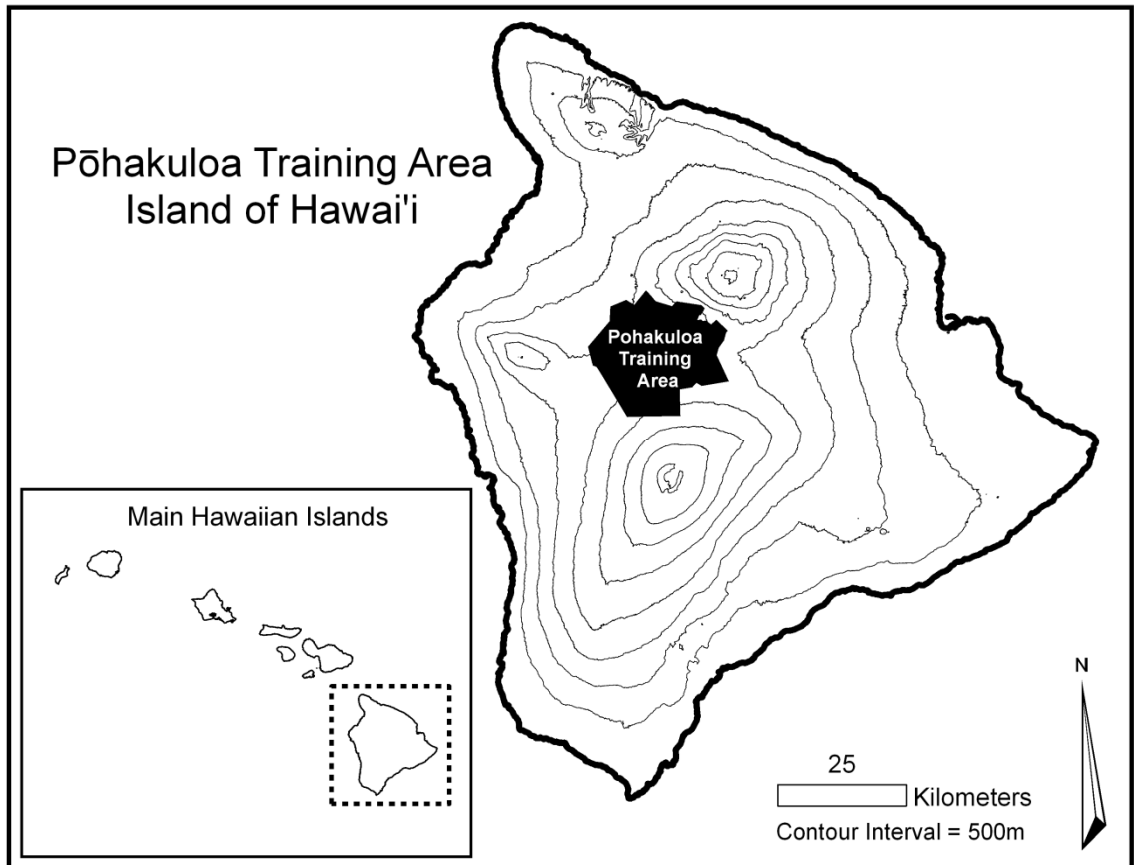 Pōhakuloa Training Area
Island of Hawai'i
Pohakuloa
Training
Area
Main Hawaiian Islands
N
25
Kilometers
Contour Interval = 500m